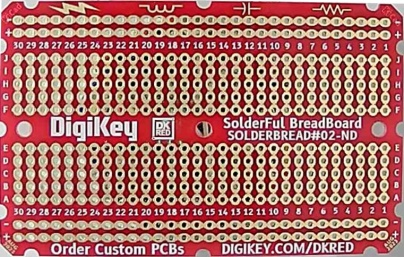 30 29 28 27 26 25 24 23 22 21 20 19 18 17 16 15 14 13 12 11 10 9 8 7 6 5 4 3 2 1
J
I
H
G
F
DigiKey
DK
RED
SolderFul BreadBoard
SOLDERBREAD#02-ND
E
D
C
B
A
30 29 28 27 26 25 24 23 22 21 20 19 18 17 16 15 14 13 12 11 10 9 8 7 6 5 4 3 2 1
Order Custom PCBs
DIGIKEY.COM/DKRED